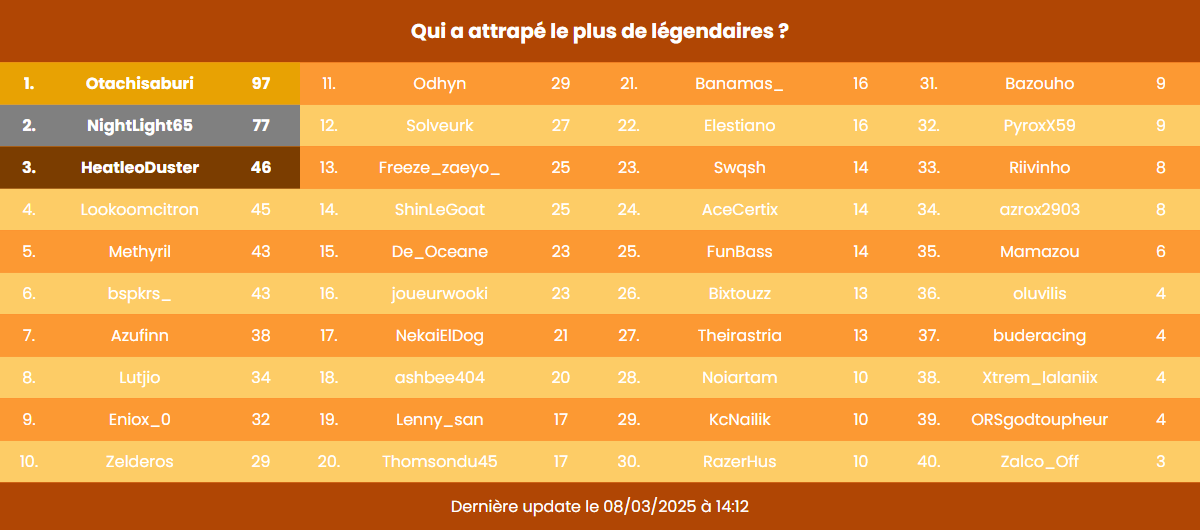 Qui a attrapé le plus de légendaires ?
1. Otachisaburi 97
2. NightLight65 77
3. HeatleoDuster 46
4. Lookoomcitron 45
5. Methyril 43
6. bspkrs_ 43
7. Azufinn 38
8. Lutjio 34
9. Eniox_0 32
10. Zelderos 29
11. Odhyn 29
12. Solveurk 27
13. Freeze_zaeyo_ 25
14. ShinLeGoat 25
15. De_Oceane 23
16. joueurwooki 23
17. NekaiElDog 21
18. ashbee404 20
19. Lenny_san 17
20. Thomsondu45 17
21. Banamas_ 16
22. Elestiano 16
23. Swqsh 14
24. AceCertix 14
25. FunBass 14
26. Bixtouzz 13
27. Theirastria 13
28. Noiartam 10
29. KcNailik 10
30. RazerHus 10
31. Bazouho 9
32. PyroxX59 9
33. Riivinho 8
34. azrox2903 8
35. Mamazou 6
36. oluvilis 4
37. buderacing 4
38. Xtrem_lalaniix 4
39. ORSgodtoupheur 4
40. Zalco_Off 3
Dernière update le 08/03/2025 à 14:12